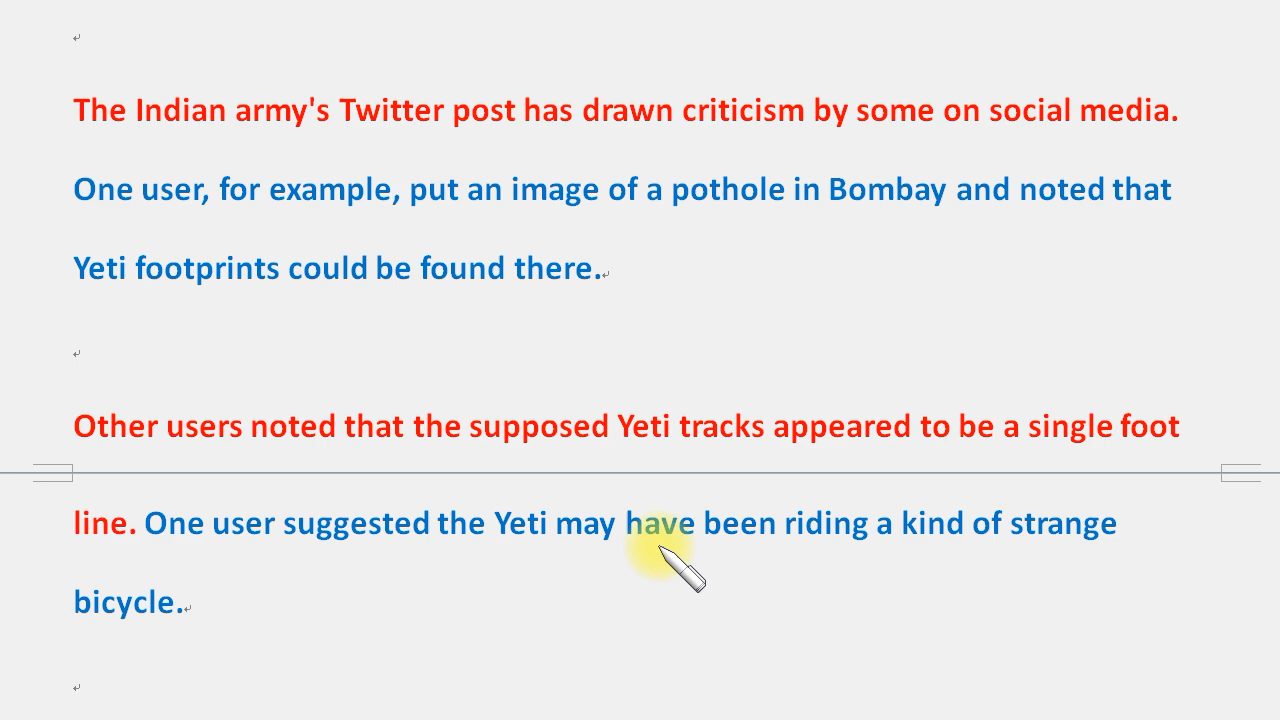 The Indian army's Twitter post has drawn criticism by some on social media.
One user, for example, put an image of a pothole in Bombay and noted that
Yeti footprints could be found there.
Other users noted that the supposed Yeti tracks appeared to be a single foot
line. One user suggested the Yeti may have been riding a kind of strange
bicycle.